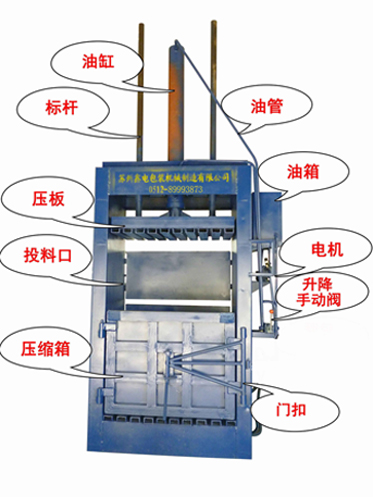 油缸
标杆
油管
苏州鑫电包装机械制造有限公司
0512-89993873
油箱
压板
投料口
电机
升降
手动阀
压缩箱
门扣